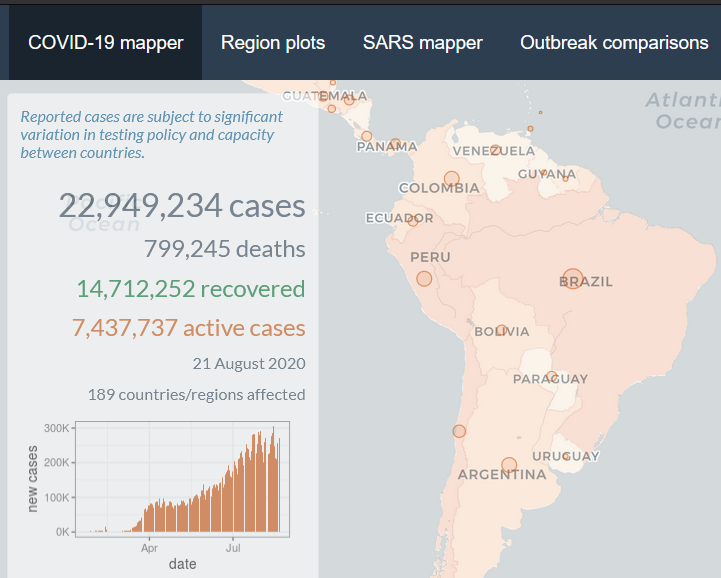 COVID-19 mapper
Region plots
SARS mapper
Outbreak comparisons
Reported cases are subject to significant
variation in testing policy and capacity
between countries.
22,949,234 cases
799,245 deaths
14,712,252 recovered
7,437,737 active cases
21 August 2020
189 countries/regions affected
new cases
300K
200K
100K
0K
Apr
Jul
date
GUATEMALA
PANAMA
VENEZUELA
GUYANA
COLOMBIA
ECUADOR
PERU
BRAZIL
BOLIVIA
PARAGUAY
URUGUAY
ARGENTINA
Atlanti
Ocean
Ocean